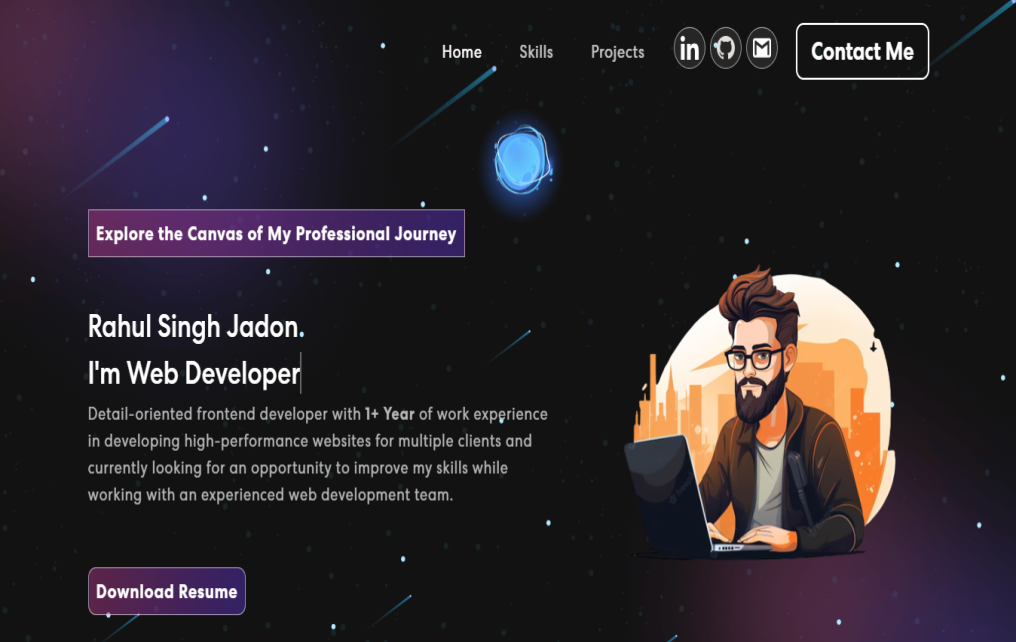 Home Skills Projects in Contact Me
Explore the Canvas of My Professional Journey
Rahul Singh Jadon.
I'm Web Developer
Detail-oriented frontend developer with 1+ Year of work experience
in developing high-performance websites for multiple clients and
currently looking for an opportunity to improve my skills while
working with an experienced web development team.
Download Resume